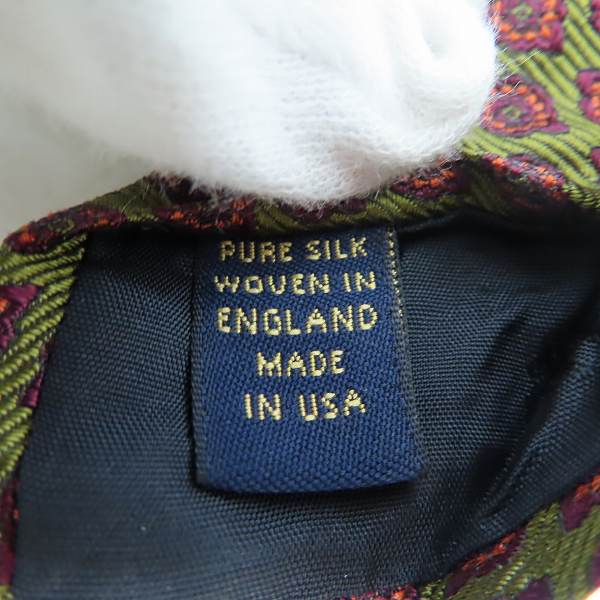 PURE SILK
WOVEN IN
ENGLAND
MADE
IN USA